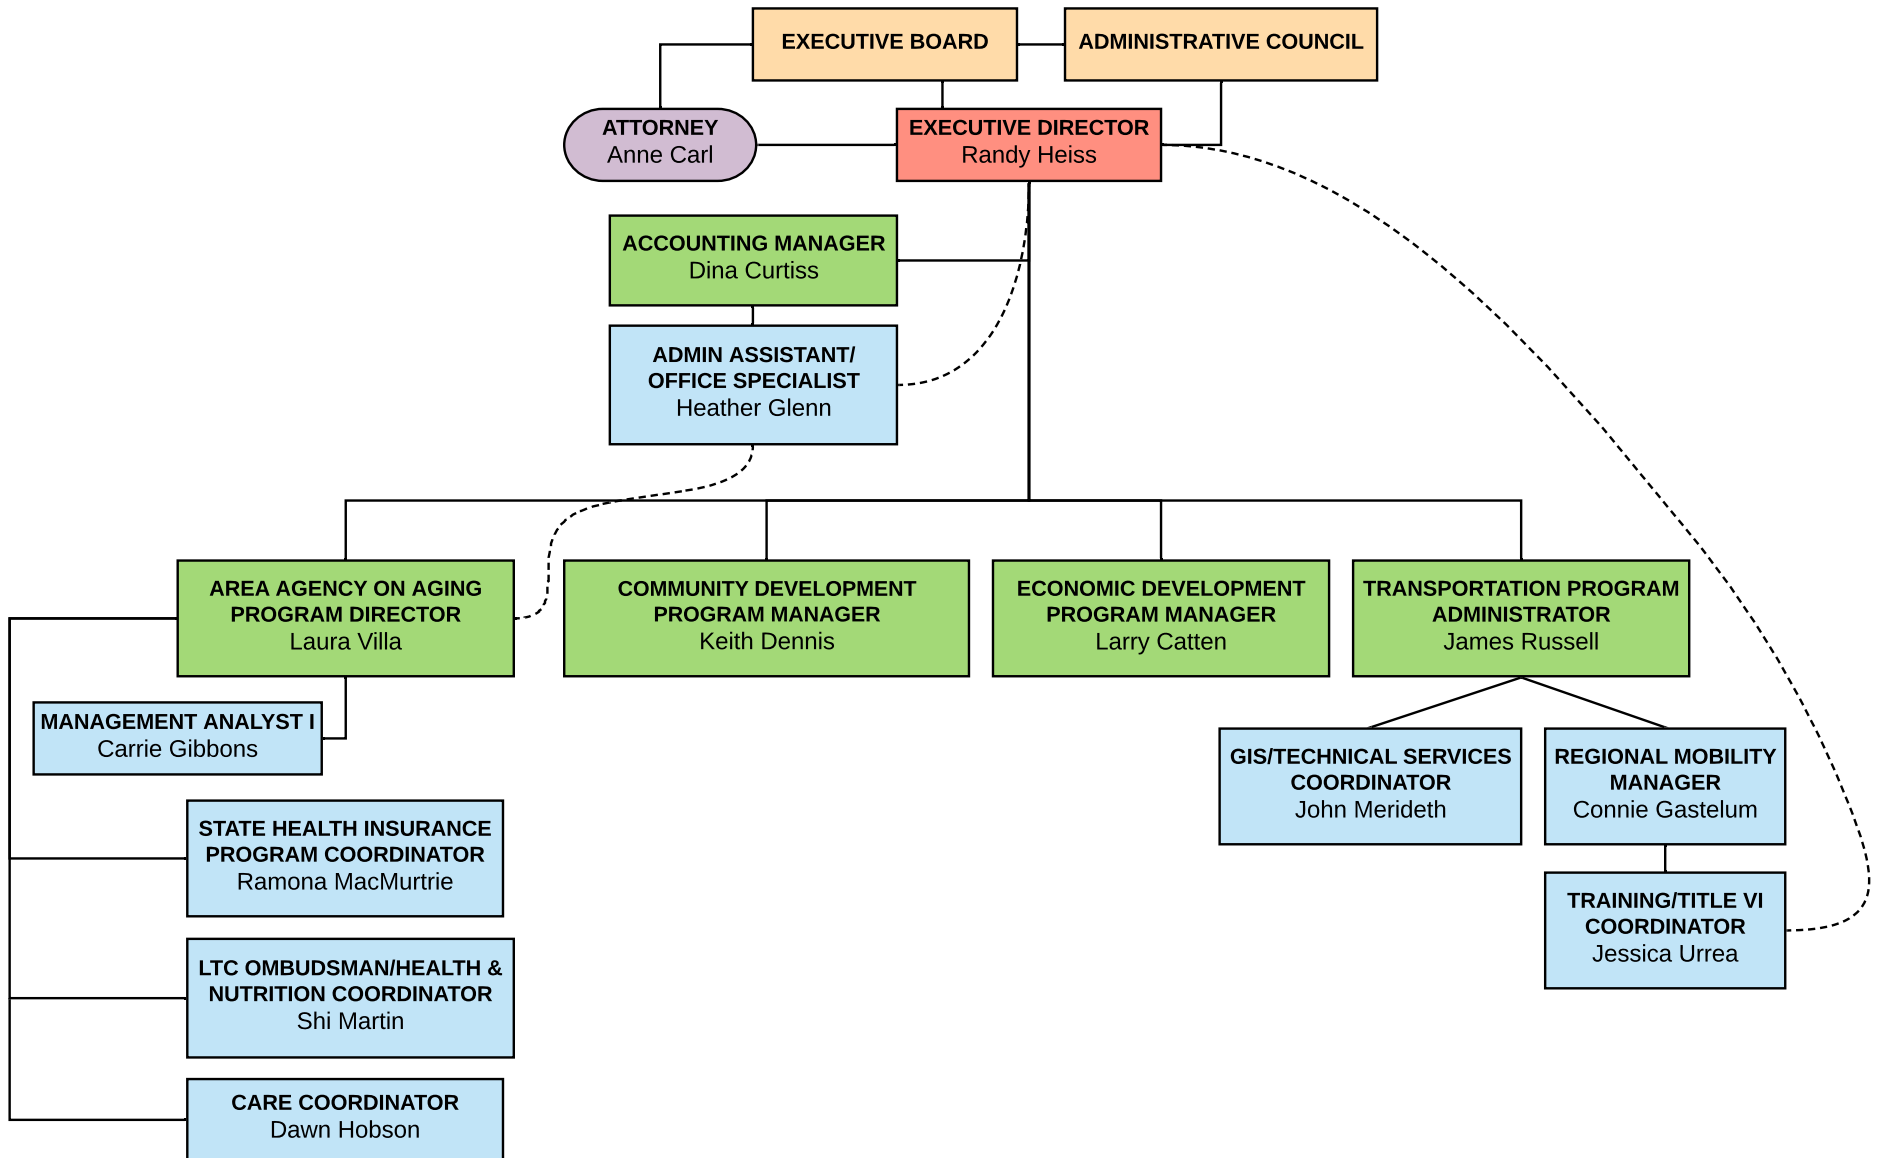 EXECUTIVE BOARD
ADMINISTRATIVE COUNCIL
ATTORNEY
Anne Carl
EXECUTIVE DIRECTOR
Randy Heiss
ACCOUNTING MANAGER
Dina Curtiss
ADMIN ASSISTANT/
OFFICE SPECIALIST
Heather Glenn
AREA AGENCY ON AGING
PROGRAM DIRECTOR
Laura Villa
COMMUNITY DEVELOPMENT
PROGRAM MANAGER
Keith Dennis
ECONOMIC DEVELOPMENT
PROGRAM MANAGER
Larry Catten
TRANSPORTATION PROGRAM
ADMINISTRATOR
James Russell
MANAGEMENT ANALYST I
Carrie Gibbons
GIS/TECHNICAL SERVICES
COORDINATOR
John Merideth
REGIONAL MOBILITY
MANAGER
Connie Gastelum
STATE HEALTH INSURANCE
PROGRAM COORDINATOR
Ramona MacMurtrie
TRAINING/TITLE VI
COORDINATOR
Jessica Urrea
LTC OMBUDSMAN/HEALTH &
NUTRITION COORDINATOR
Shi Martin
CARE COORDINATOR
Dawn Hobson